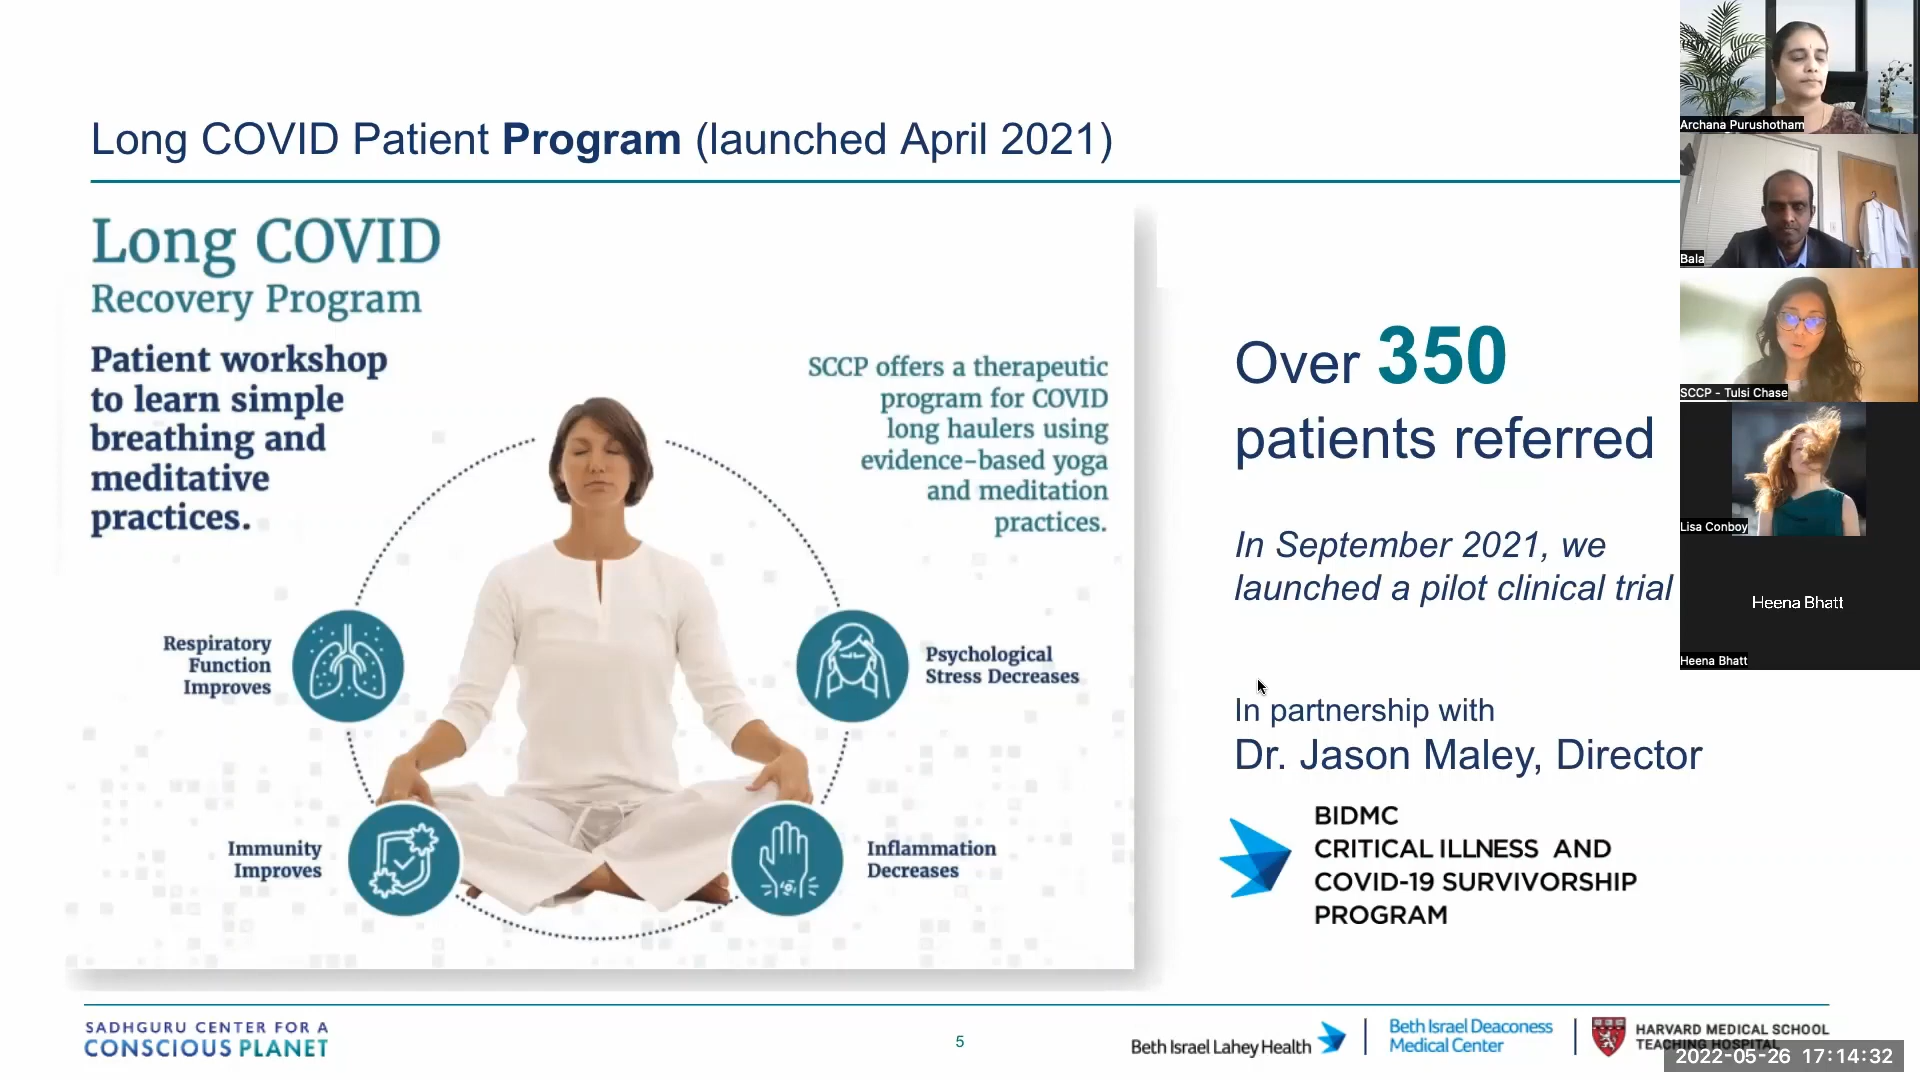 Long COVID Patient Program (launched April 2021)
Long COVID
Recovery Program
Patient workshop
to learn simple
breathing and
meditative
practices.
SCCP offers a therapeutic
program for COVID
long haulers using
evidence-based yoga
and meditation
practices.
Respiratory
Function
Improves
Psychological
Stress Decreases
Immunity
Improves
Inflammation
Decreases
Over 350
patients referred
In September 2021, we
launched a pilot clinical trial
In partnership with
Dr. Jason Maley, Director
BIDMC
CRITICAL ILLNESS AND
COVID-19 SURVIVORSHIP
PROGRAM
SADHGURU CENTER FOR A
CONSCIOUS PLANET
5
Beth Israel Lahey Health
Beth Israel Deaconess
Medical Center
HARVARD MEDICAL SCHOOL
TEACHING HOSPITAL
Archana Purushotham
Bala
SCCP - Tulsi Chase
Lisa Conboy
Heena Bhatt
Heena Bhatt
2022-05-26 17:14:32